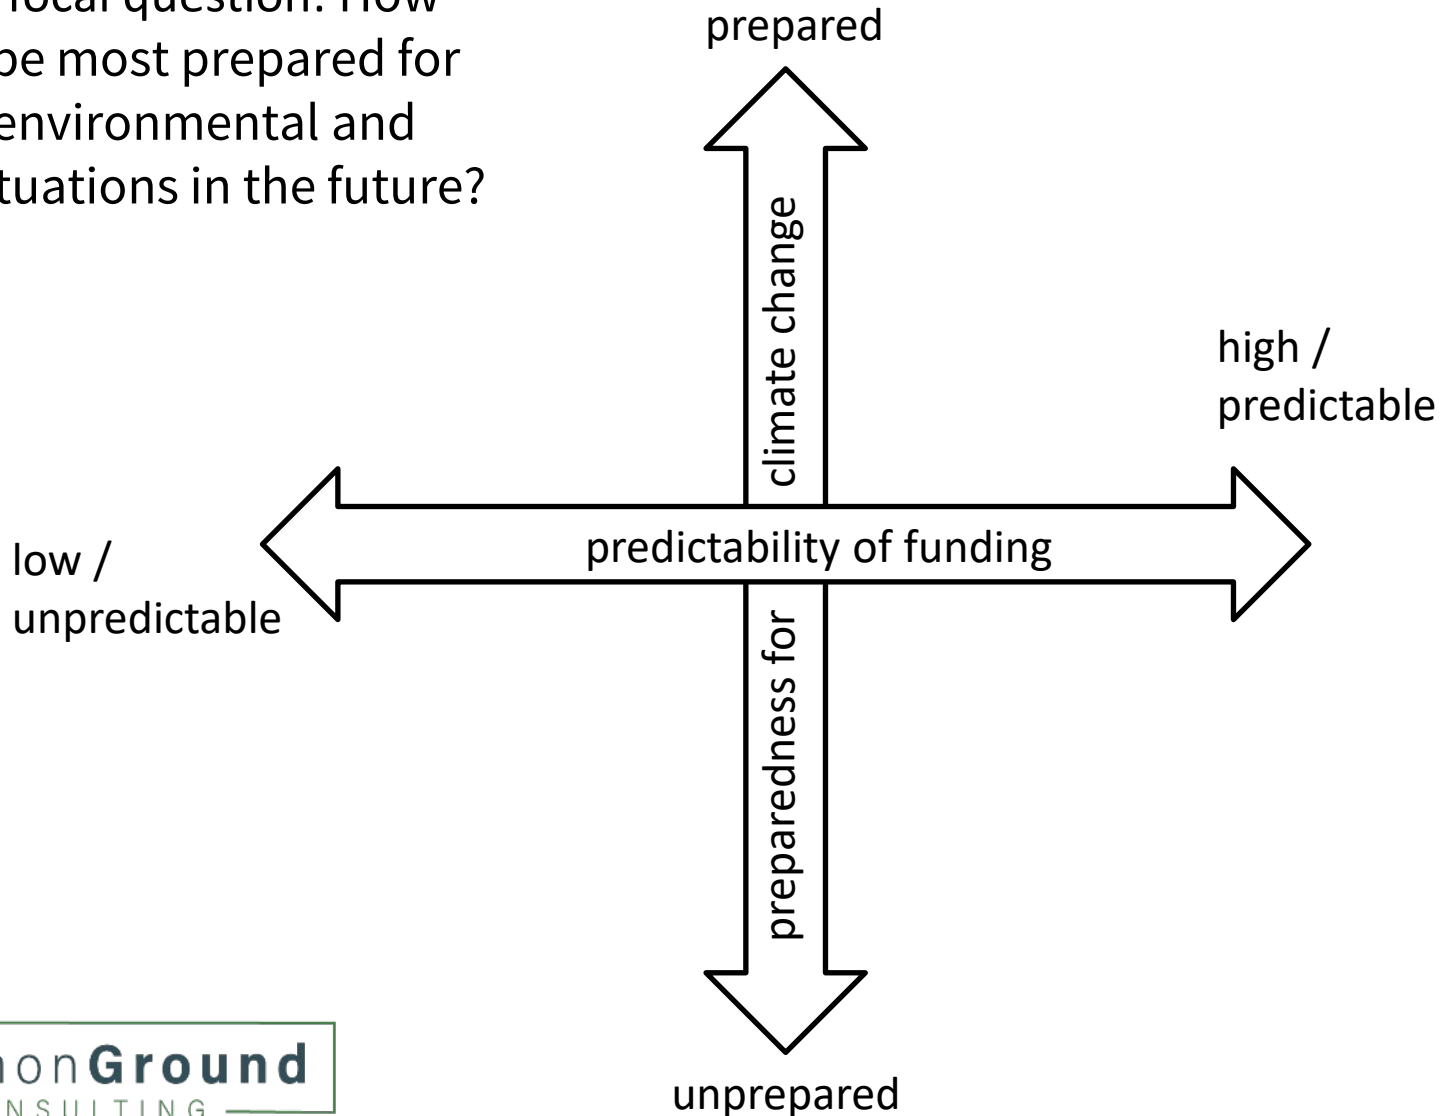 focal question: How
be most prepared for
environmental and
tuations in the future?
prepared
climate change
high /
predictable
predictability of funding
low /
unpredictable
preparedness for
unprepared
onGround
NSULTING